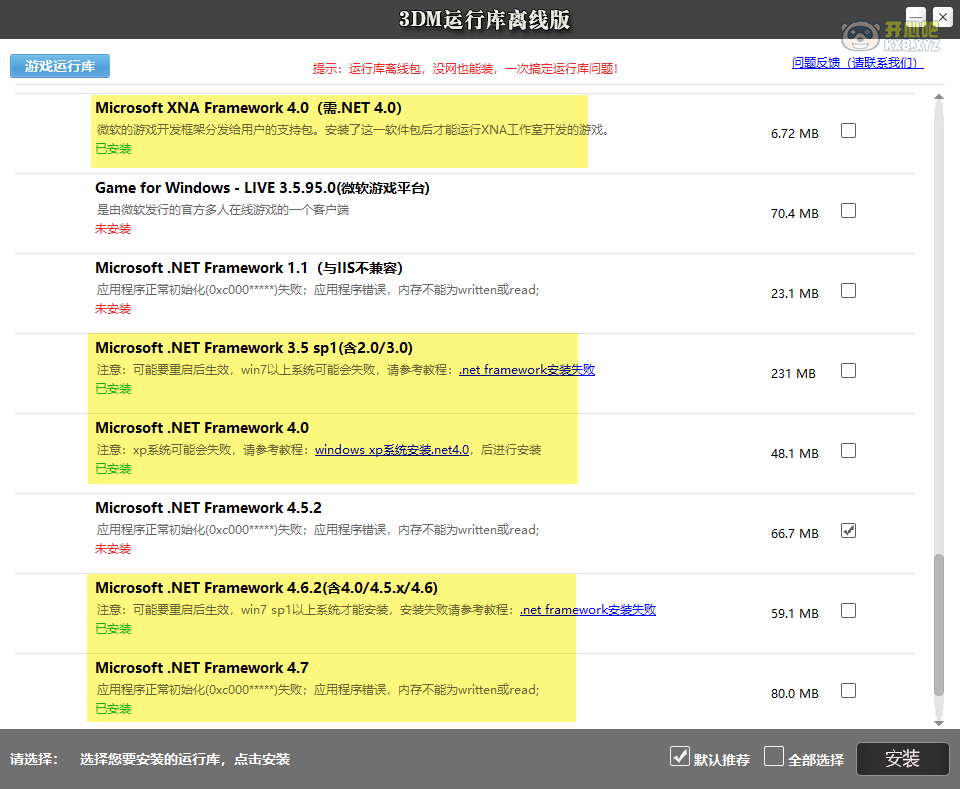 3DM运行库离线版
开心吧
KXB.XYZ
游戏运行库
提示：运行库离线包，没网也能装，一次搞定运行库问题！
问题反馈（请联系我们）
Microsoft XNA Framework 4.0（需.NET 4.0）
微软的游戏开发框架分发给用户的支持包。安装了这一软件包后才能运行XNA工作室开发的游戏。
已安装
6.72 MB
Game for Windows - LIVE 3.5.95.0(微软游戏平台)
是由微软发行的官方多人在线游戏的一个客户端
未安装
70.4 MB
Microsoft .NET Framework 1.1（与IIS不兼容）
应用程序正常初始化(0xc000*****)失败；应用程序错误，内存不能为written或read;
未安装
23.1 MB
Microsoft .NET Framework 3.5 sp1(含2.0/3.0)
注意：可能要重启后生效，win7以上系统可能会失败，请参考教程：.net framework安装失败
已安装
231 MB
Microsoft .NET Framework 4.0
注意：xp系统可能会失败，请参考教程：windows xp系统安装.net4.0，后进行安装
已安装
48.1 MB
Microsoft .NET Framework 4.5.2
应用程序正常初始化(0xc000*****)失败；应用程序错误，内存不能为written或read;
未安装
66.7 MB
Microsoft .NET Framework 4.6.2(含4.0/4.5.x/4.6)
注意：可能要重启后生效，win7 sp1以上系统才能安装，安装失败请参考教程：.net framework安装失败
已安装
59.1 MB
Microsoft .NET Framework 4.7
应用程序正常初始化(0xc000*****)失败；应用程序错误，内存不能为written或read;
已安装
80.0 MB
请选择： 选择您要安装的运行库，点击安装
默认推荐 全部选择 安装